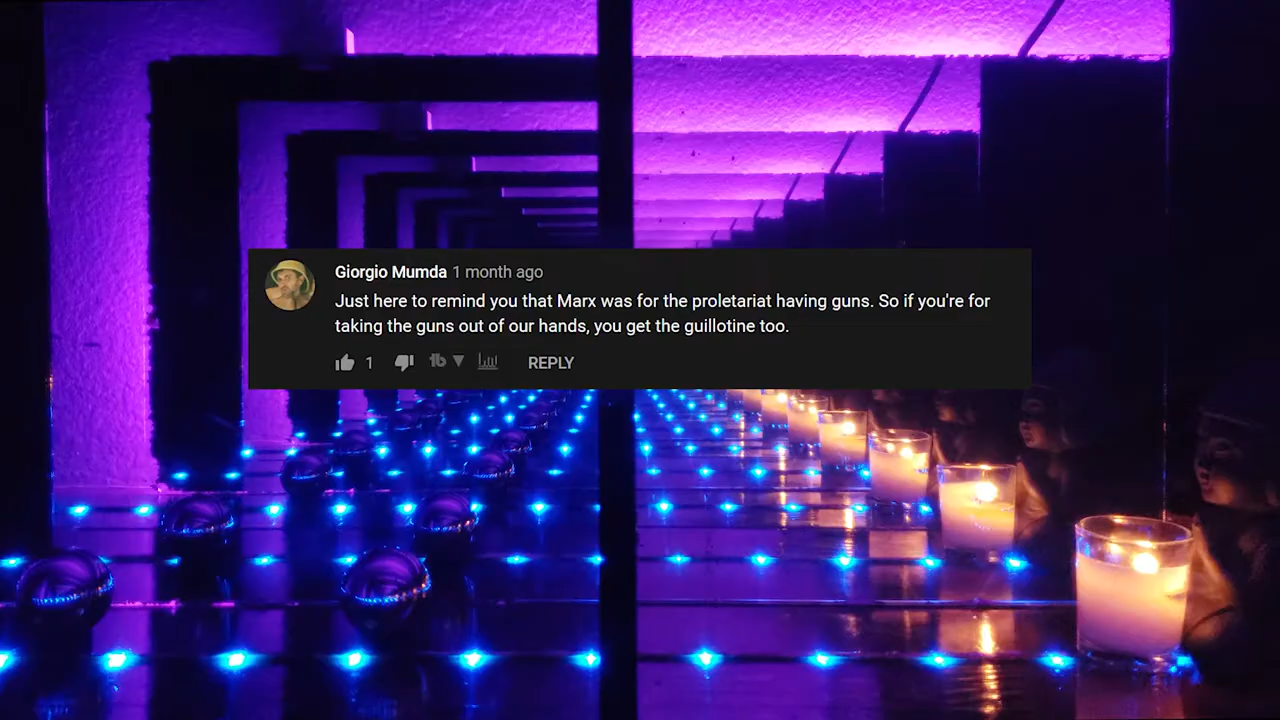 Giorgio Mumda 1 month ago
Just here to remind you that Marx was for the proletariat having guns. So if you're for
taking the guns out of our hands, you get the guillotine too.
1 REPLY